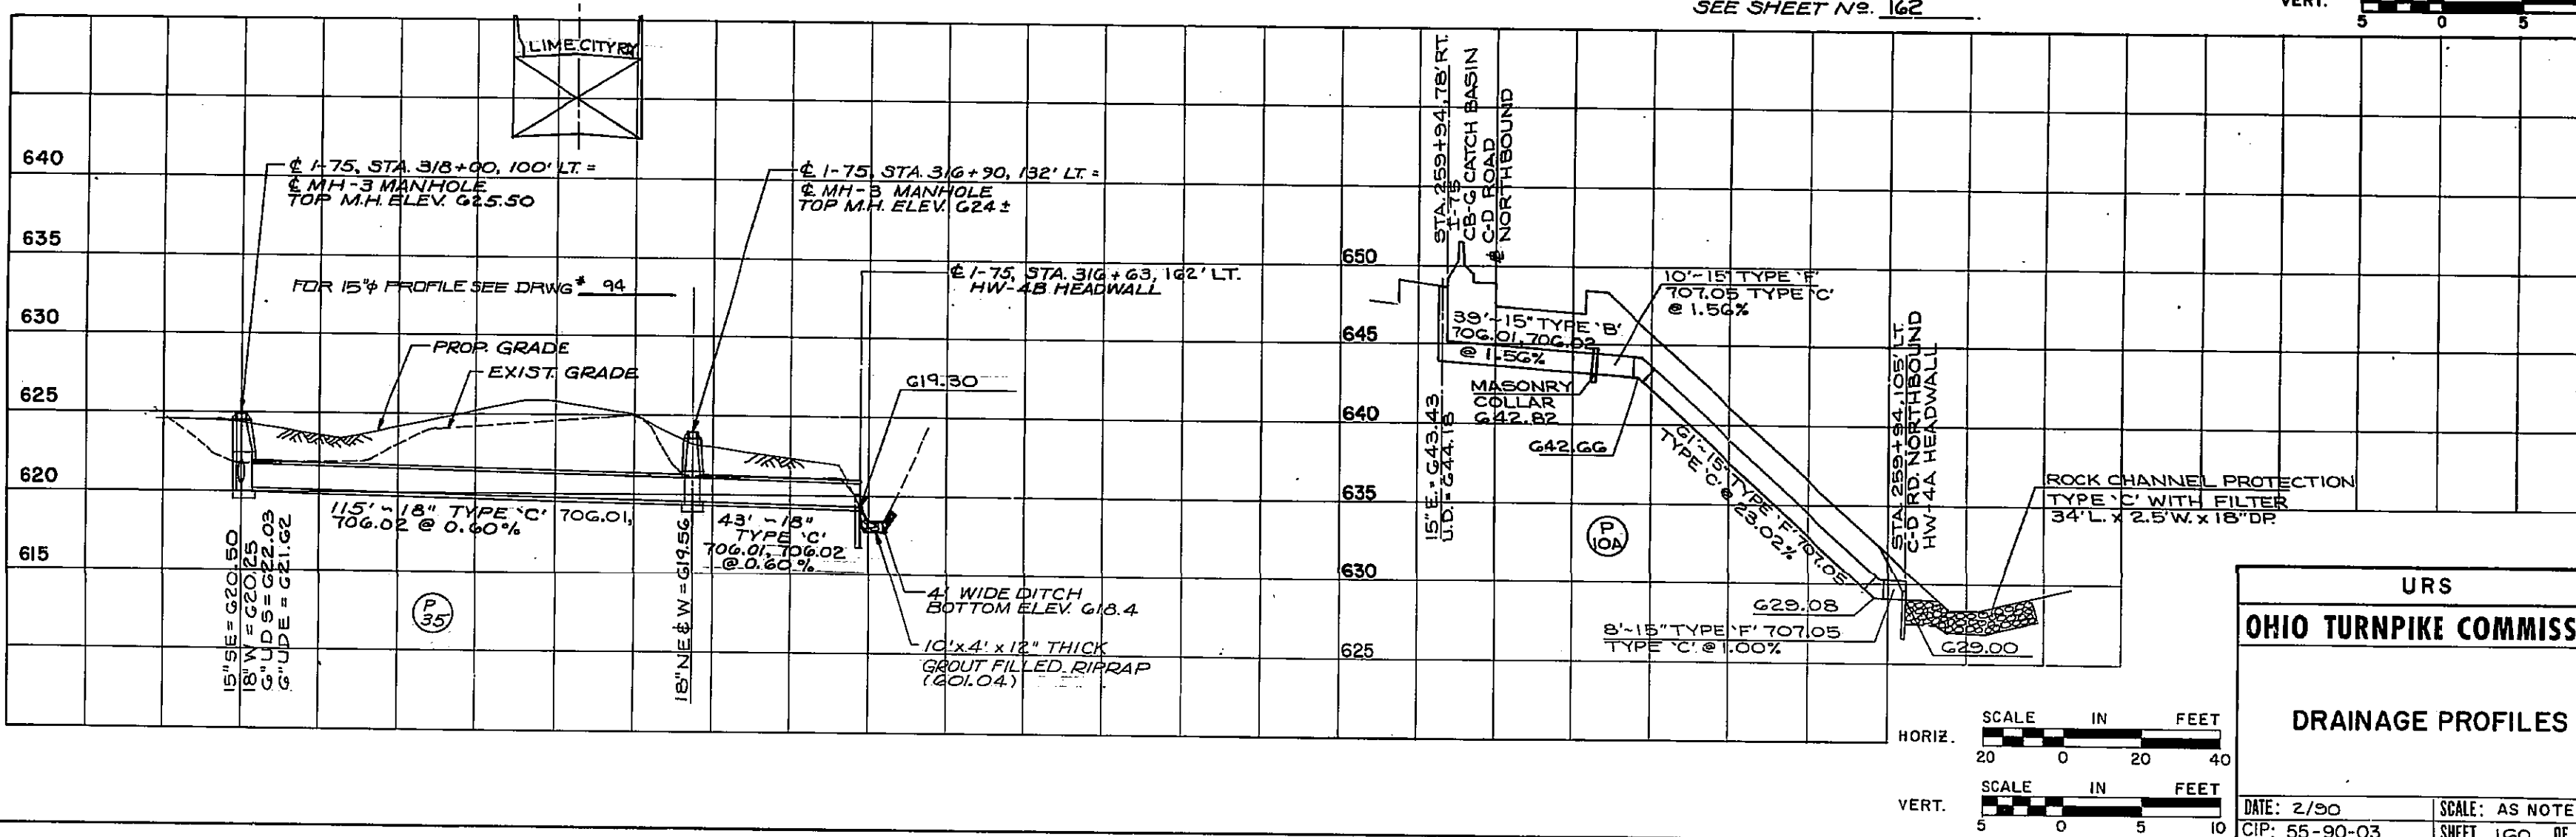 SEE SHEET Nº. 162
VERT.
5 0 5
LIME CITY RD
640
635
630
625
620
615
℄ I-75, STA. 318+00, 100' LT. =
℄ MH-3 MANHOLE
TOP M.H. ELEV. 625.50
℄ I-75, STA. 316+90, 132' LT. =
℄ MH-3 MANHOLE
TOP M.H. ELEV. 624±
FOR 15"ϕ PROFILE SEE DRWG # 94
℄ I-75, STA. 316+63, 162' LT.
HW-4B HEADWALL
PROP. GRADE
EXIST. GRADE
619.30
115' ~ 18" TYPE 'C' 706.01,
706.02 @ 0.60%
43' ~ 18"
TYPE 'C'
706.01, 706.02
@ 0.60%
15" SE = 620.50
18" W = 620.25
6" UDS = 622.03
6" UDE = 621.62
18" NE & W = 619.56
P
35
4' WIDE DITCH
BOTTOM ELEV. 618.4
10' x 4' x 12" THICK
GROUT FILLED RIPRAP
(601.04)
650
645
640
635
630
625
STA. 259+94, 78' RT.
I-75
CB-6 CATCH BASIN
℄ C-D ROAD
NORTHBOUND
10'~15" TYPE 'F'
707.05 TYPE 'C'
@ 1.56%
39'~15" TYPE 'B'
706.01, 706.02
@ 1.56%
MASONRY
COLLAR
642.82
642.66
15" E. = 643.43
U.D. = 644.18
61'~15" TYPE 'F' 707.05
TYPE 'C' @ 23.02%
P
10A
STA. 259+94, 105' LT.
C-D RD. NORTHBOUND
HW-4A HEADWALL
ROCK CHANNEL PROTECTION
TYPE 'C' WITH FILTER
34' L. x 2.5' W. x 18" DP.
629.08
8'~15" TYPE 'F' 707.05
TYPE 'C' @ 1.00%
629.00
HORIZ.
SCALE IN FEET
20 0 20 40
VERT.
SCALE IN FEET
5 0 5 10
URS
OHIO TURNPIKE COMMISS
DRAINAGE PROFILES
DATE: 2/90
SCALE: AS NOTE
CIP: 55-90-03
SHEET 160 OF